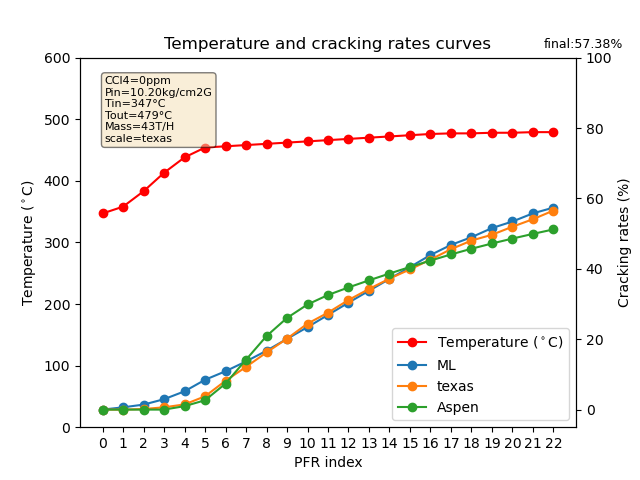 Temperature and cracking rates curves
final:57.38%
CCl4=0ppm
Pin=10.20kg/cm2G
Tin=347°C
Tout=479°C
Mass=43T/H
scale=texas
600
500
400
300
200
100
0
Temperature (°C)
100
80
60
40
20
0
Cracking rates (%)
Temperature (°C)
ML
texas
Aspen
0 1 2 3 4 5 6 7 8 9 10 11 12 13 14 15 16 17 18 19 20 21 22
PFR index